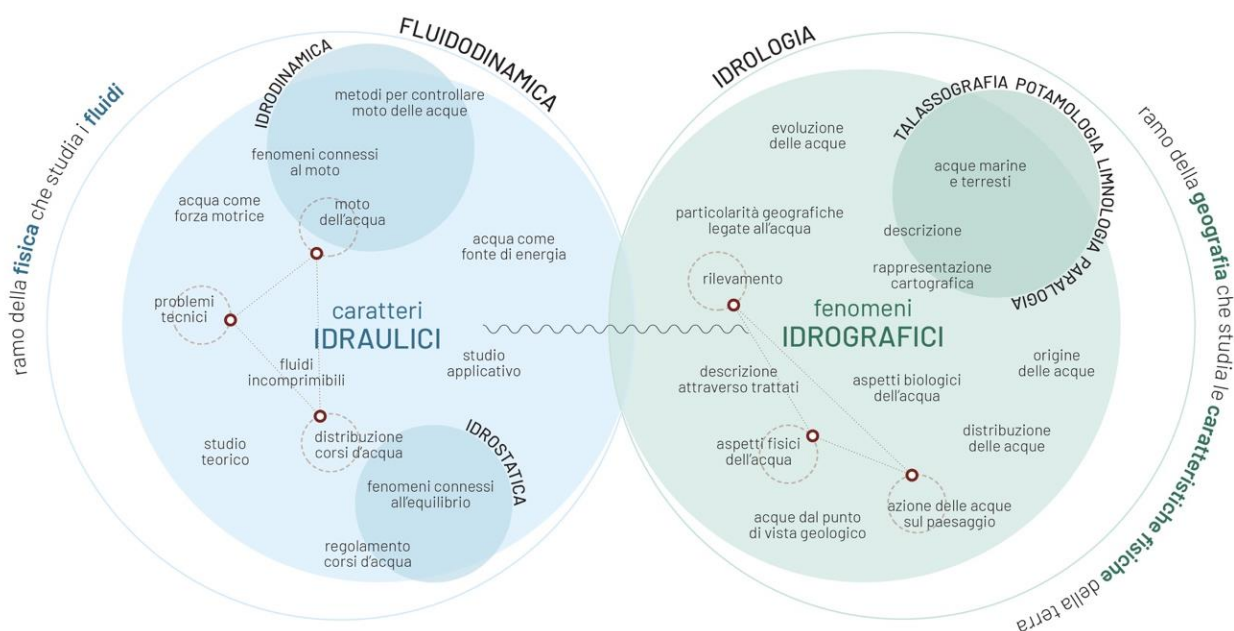 ramo della fisica che studia i fluidi
FLUIDODINAMICA
IDRODINAMICA
metodi per controllare
moto delle acque
fenomeni connessi
al moto
acqua come
forza motrice
moto
dell'acqua
acqua come
fonte di energia
problemi
tecnici
caratteri
IDRAULICI
fluidi
incomprimibili
studio
applicativo
studio
teorico
distribuzione
corsi d'acqua
IDROSTATICA
fenomeni connessi
all'equilibrio
regolamento
corsi d'acqua
IDROLOGIA
TALASSOGRAFIA POTAMOLOGIA LIMNOLOGIA PARALOGIA
evoluzione
delle acque
acque marine
e terresti
particolarità geografiche
legate all'acqua
descrizione
rilevamento
rappresentazione
cartografica
fenomeni
IDROGRAFICI
descrizione
attraverso trattati
aspetti biologici
dell'acqua
origine
delle acque
aspetti fisici
dell'acqua
distribuzione
delle acque
acque dal punto
di vista geologico
azione delle acque
sul paesaggio
ramo della geografia che studia le caratteristiche fisiche della terra